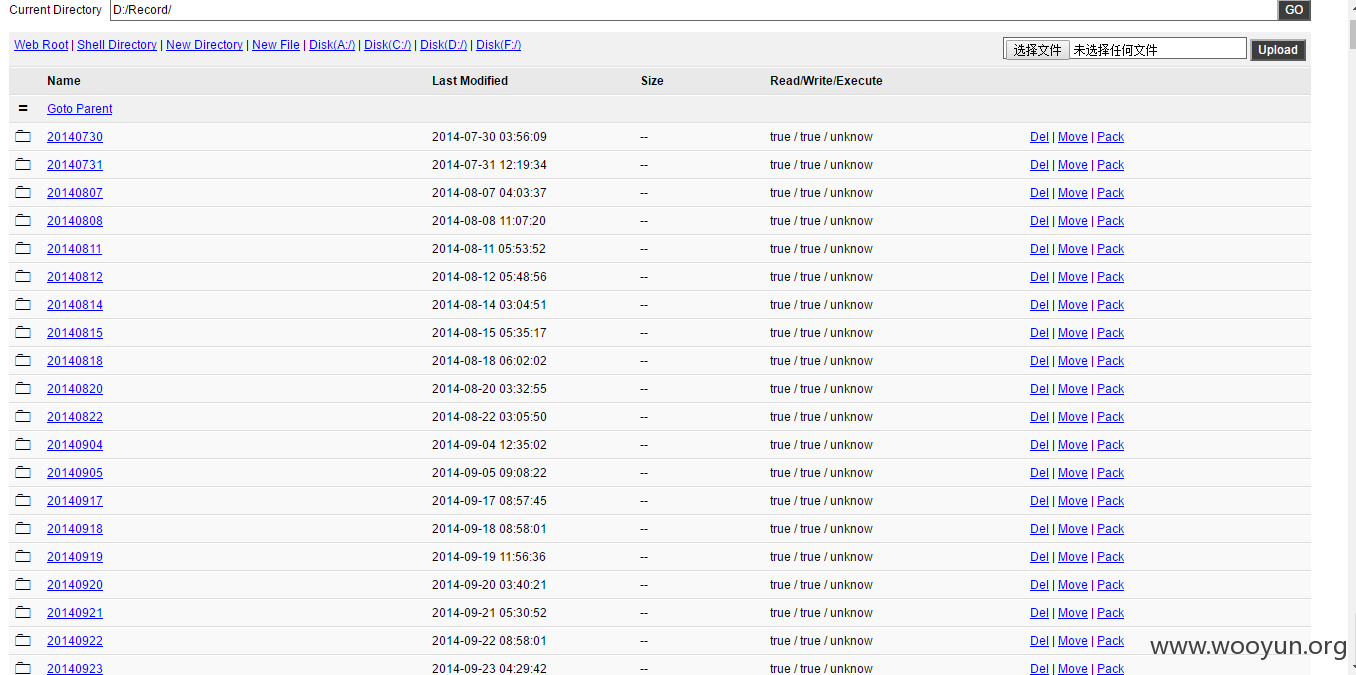 Current Directory D:/Record/ GO
Web Root | Shell Directory | New Directory | New File | Disk(A:/) | Disk(C:/) | Disk(D:/) | Disk(F:/) 选择文件 未选择任何文件 Upload
Name Last Modified Size Read/Write/Execute
= Goto Parent
20140730 2014-07-30 03:56:09 -- true / true / unknow Del | Move | Pack
20140731 2014-07-31 12:19:34 -- true / true / unknow Del | Move | Pack
20140807 2014-08-07 04:03:37 -- true / true / unknow Del | Move | Pack
20140808 2014-08-08 11:07:20 -- true / true / unknow Del | Move | Pack
20140811 2014-08-11 05:53:52 -- true / true / unknow Del | Move | Pack
20140812 2014-08-12 05:48:56 -- true / true / unknow Del | Move | Pack
20140814 2014-08-14 03:04:51 -- true / true / unknow Del | Move | Pack
20140815 2014-08-15 05:35:17 -- true / true / unknow Del | Move | Pack
20140818 2014-08-18 06:02:02 -- true / true / unknow Del | Move | Pack
20140820 2014-08-20 03:32:55 -- true / true / unknow Del | Move | Pack
20140822 2014-08-22 03:05:50 -- true / true / unknow Del | Move | Pack
20140904 2014-09-04 12:35:02 -- true / true / unknow Del | Move | Pack
20140905 2014-09-05 09:08:22 -- true / true / unknow Del | Move | Pack
20140917 2014-09-17 08:57:45 -- true / true / unknow Del | Move | Pack
20140918 2014-09-18 08:58:01 -- true / true / unknow Del | Move | Pack
20140919 2014-09-19 11:56:36 -- true / true / unknow Del | Move | Pack
20140920 2014-09-20 03:40:21 -- true / true / unknow Del | Move | Pack
20140921 2014-09-21 05:30:52 -- true / true / unknow Del | Move | Pack
20140922 2014-09-22 08:58:01 -- true / true / unknow Del | Move | Pack
www.wooyun.org
20140923 2014-09-23 04:29:42 -- true / true / unknow Del | Move | Pack